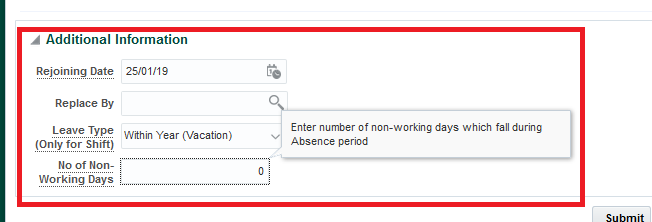 Additional Information
Rejoining Date 25/01/19
Replace By
Leave Type
(Only for Shift) Within Year (Vacation)
Enter number of non-working days which fall during
Absence period
No of Non-
Working Days 0
Submit